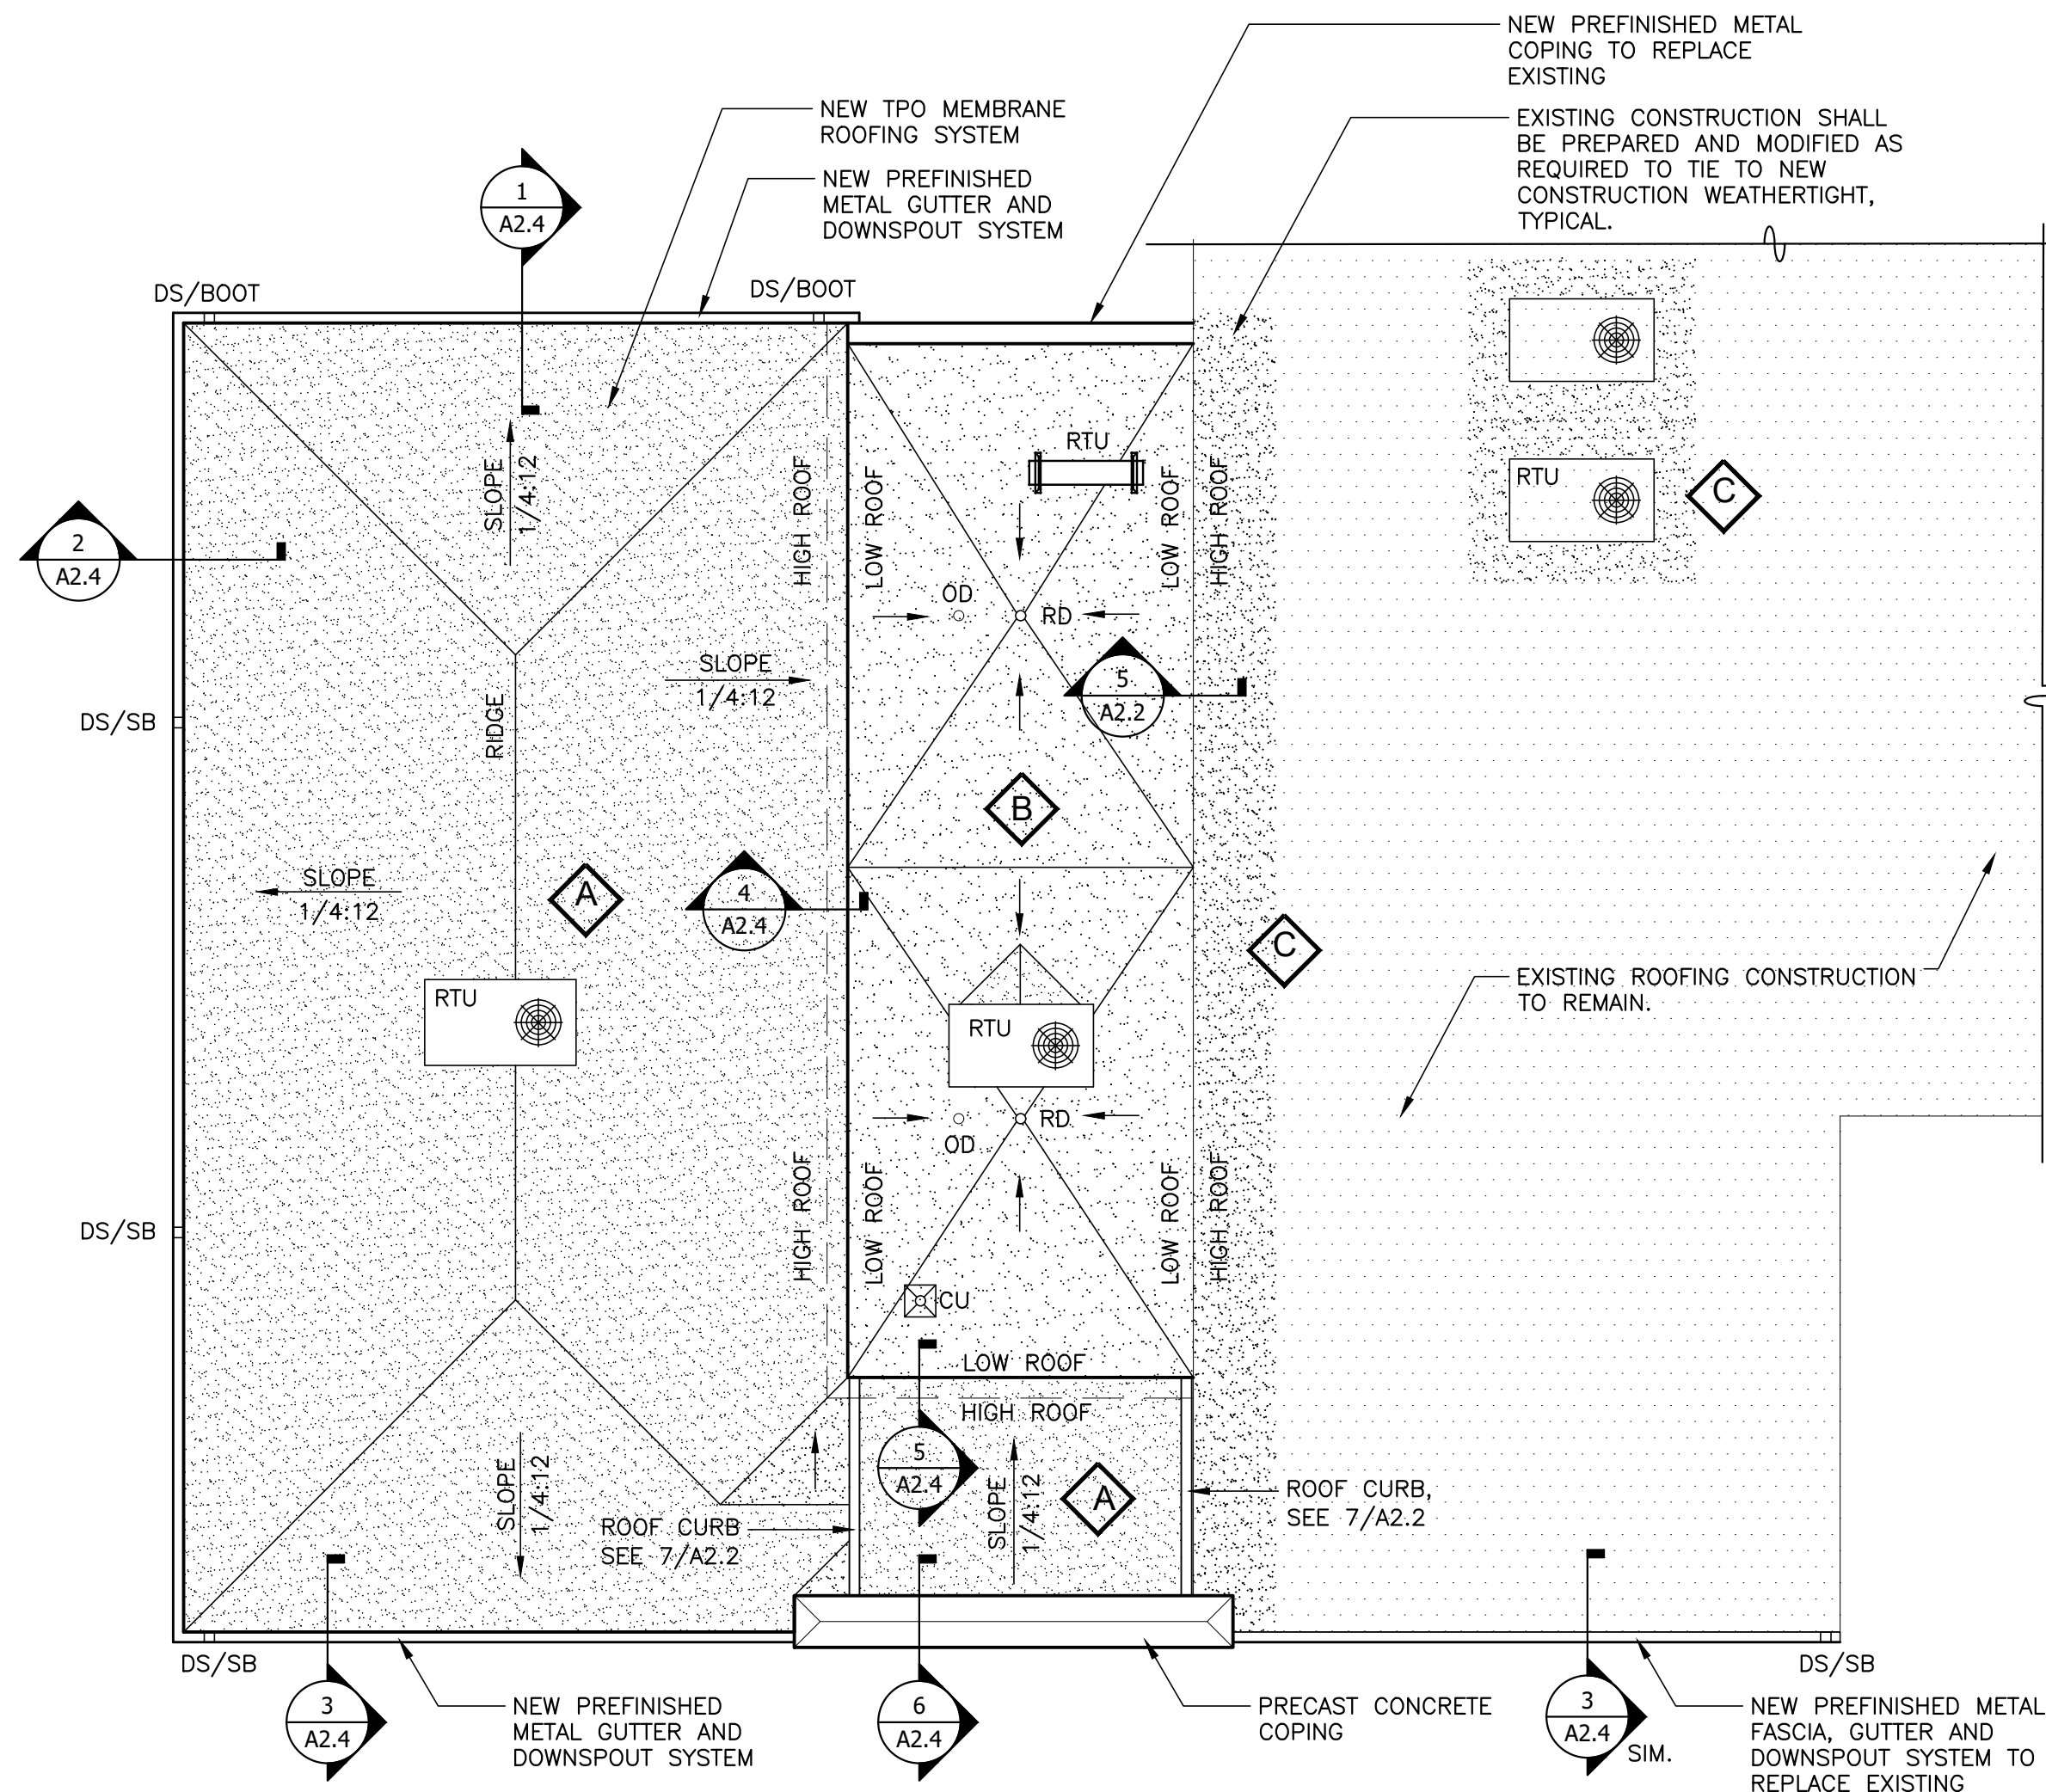 NEW PREFINISHED METAL
COPING TO REPLACE
EXISTING
NEW TPO MEMBRANE
ROOFING SYSTEM
EXISTING CONSTRUCTION SHALL
BE PREPARED AND MODIFIED AS
REQUIRED TO TIE TO NEW
CONSTRUCTION WEATHERTIGHT,
TYPICAL.
NEW PREFINISHED
METAL GUTTER AND
DOWNSPOUT SYSTEM
1
A2.4
DS/BOOT
DS/BOOT
RTU
SLOPE
1/4:12
HIGH ROOF
LOW ROOF
LOW ROOF
HIGH ROOF
RTU
C
2
A2.4
OD
RD
SLOPE
1/4:12
5
A2.2
DS/SB
RIDGE
B
SLOPE
1/4:12
A
4
A2.4
C
EXISTING ROOFING CONSTRUCTION
TO REMAIN.
RTU
RTU
OD
RD
DS/SB
HIGH ROOF
LOW ROOF
LOW ROOF
HIGH ROOF
CU
LOW ROOF
HIGH ROOF
5
A2.4
SLOPE
1/4:12
SLOPE
1/4:12
A
ROOF CURB
SEE 7/A2.2
ROOF CURB,
SEE 7/A2.2
DS/SB
DS/SB
3
A2.4
NEW PREFINISHED
METAL GUTTER AND
DOWNSPOUT SYSTEM
6
A2.4
PRECAST CONCRETE
COPING
3
A2.4
SIM.
NEW PREFINISHED METAL
FASCIA, GUTTER AND
DOWNSPOUT SYSTEM TO
REPLACE EXISTING